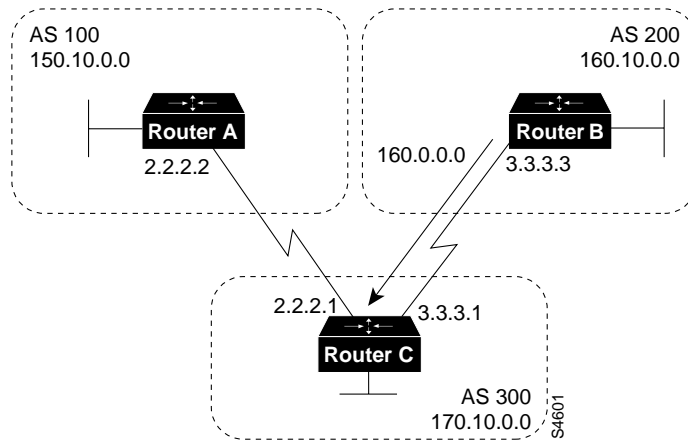 AS 100
150.10.0.0
Router A
2.2.2.2
AS 200
160.10.0.0
Router B
160.0.0.0
3.3.3.3
2.2.2.1
3.3.3.1
Router C
AS 300
170.10.0.0
S4601